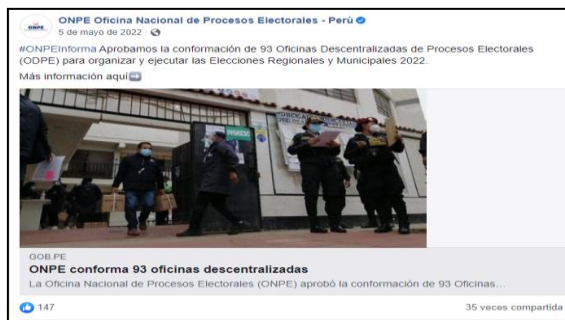 ONPE
ONPE Oficina Nacional de Procesos Electorales - Perú
5 de mayo de 2022 ·
#ONPEInforma Aprobamos la conformación de 93 Oficinas Descentralizadas de Procesos Electorales
(ODPE) para organizar y ejecutar las Elecciones Regionales y Municipales 2022.
Más información aquí
INGRESO
GOB.PE
ONPE conforma 93 oficinas descentralizadas
La Oficina Nacional de Procesos Electorales (ONPE) aprobó la conformación de 93 Oficinas...
147
35 veces compartida